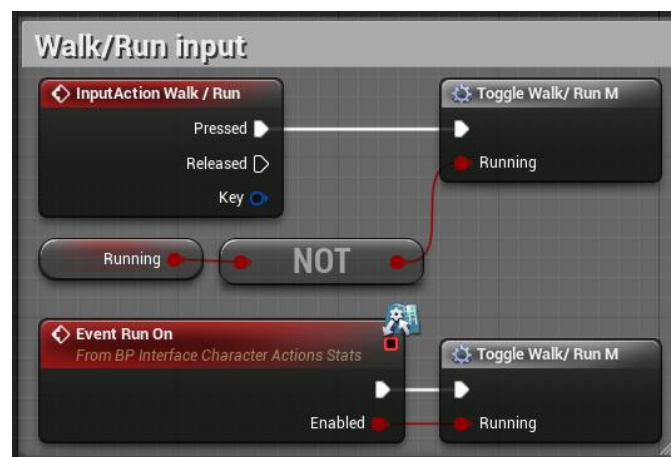 Walk/Run input
InputAction Walk / Run
Pressed
Released
Key
Toggle Walk/ Run M
Running
Running
NOT
Event Run On
From BP Interface Character Actions Stats
Enabled
Toggle Walk/ Run M
Running